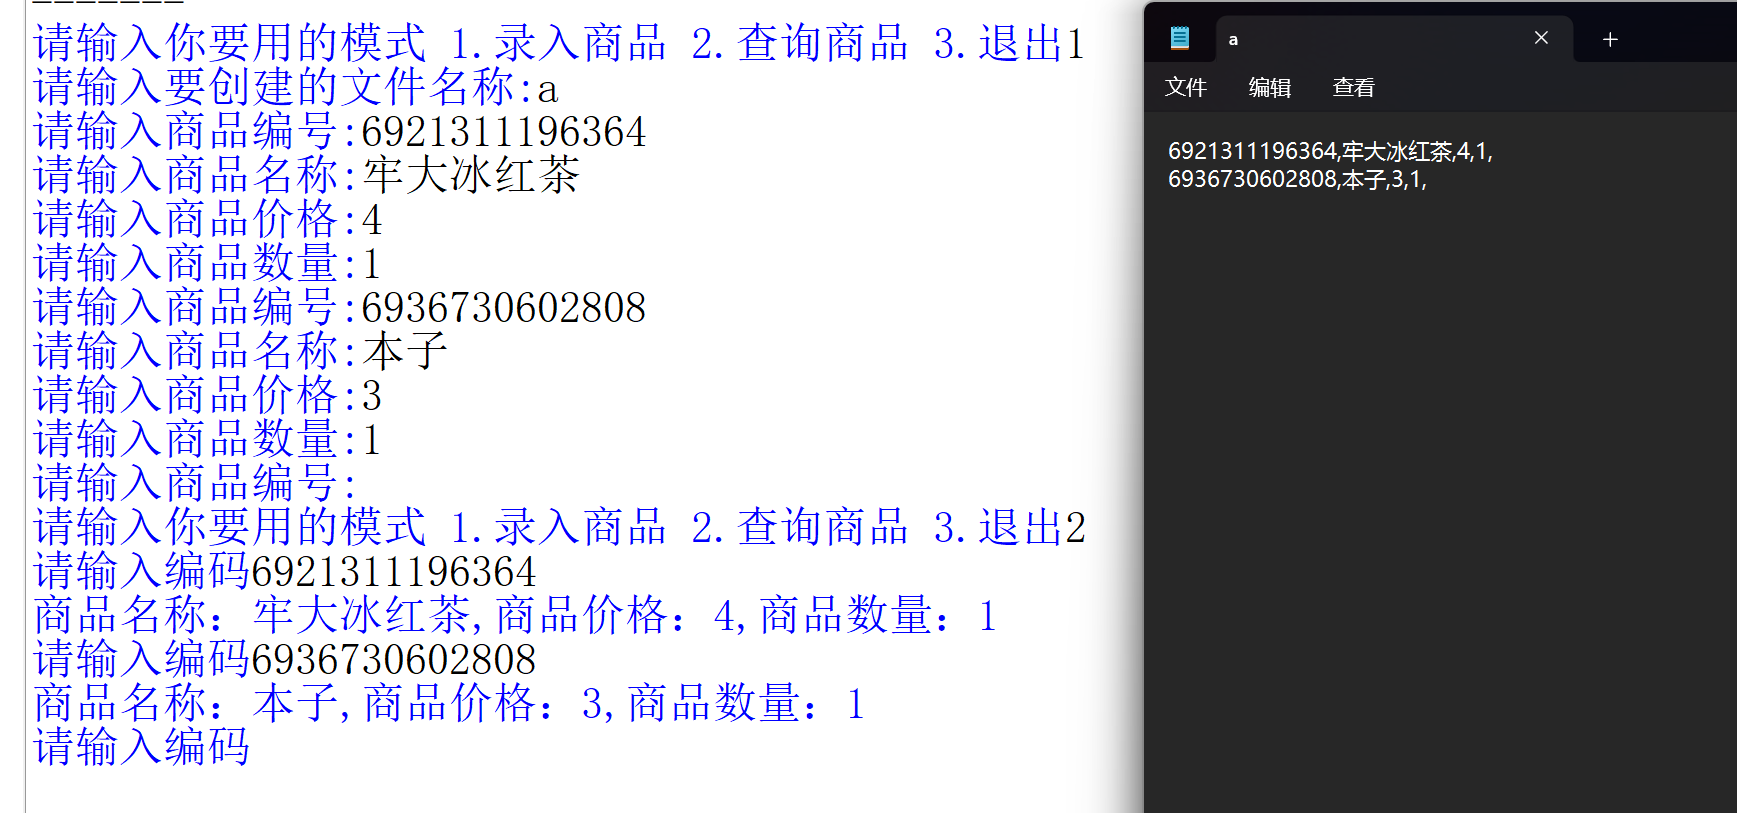 请输入你要用的模式 1.录入商品 2.查询商品 3.退出1
请输入要创建的文件名称:a
请输入商品编号:6921311196364
请输入商品名称:牢大冰红茶
请输入商品价格:4
请输入商品数量:1
请输入商品编号:6936730602808
请输入商品名称:本子
请输入商品价格:3
请输入商品数量:1
请输入商品编号:
请输入你要用的模式 1.录入商品 2.查询商品 3.退出2
请输入编码6921311196364
商品名称：牢大冰红茶,商品价格：4,商品数量：1
请输入编码6936730602808
商品名称：本子,商品价格：3,商品数量：1
请输入编码
a
文件 编辑 查看
6921311196364,牢大冰红茶,4,1,
6936730602808,本子,3,1,